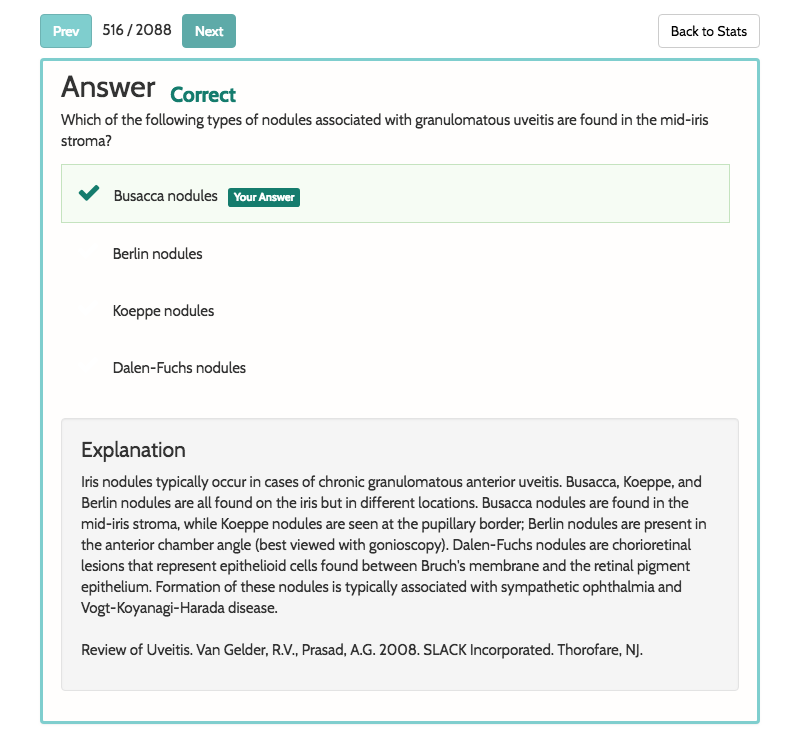 Prev 516 / 2088 Next Back to Stats
Answer Correct
Which of the following types of nodules associated with granulomatous uveitis are found in the mid-iris
stroma?
Busacca nodules Your Answer
Berlin nodules
Koeppe nodules
Dalen-Fuchs nodules
Explanation
Iris nodules typically occur in cases of chronic granulomatous anterior uveitis. Busacca, Koeppe, and
Berlin nodules are all found on the iris but in different locations. Busacca nodules are found in the
mid-iris stroma, while Koeppe nodules are seen at the pupillary border; Berlin nodules are present in
the anterior chamber angle (best viewed with gonioscopy). Dalen-Fuchs nodules are chorioretinal
lesions that represent epithelioid cells found between Bruch's membrane and the retinal pigment
epithelium. Formation of these nodules is typically associated with sympathetic ophthalmia and
Vogt-Koyanagi-Harada disease.
Review of Uveitis. Van Gelder, R.V., Prasad, A.G. 2008. SLACK Incorporated. Thorofare, NJ.